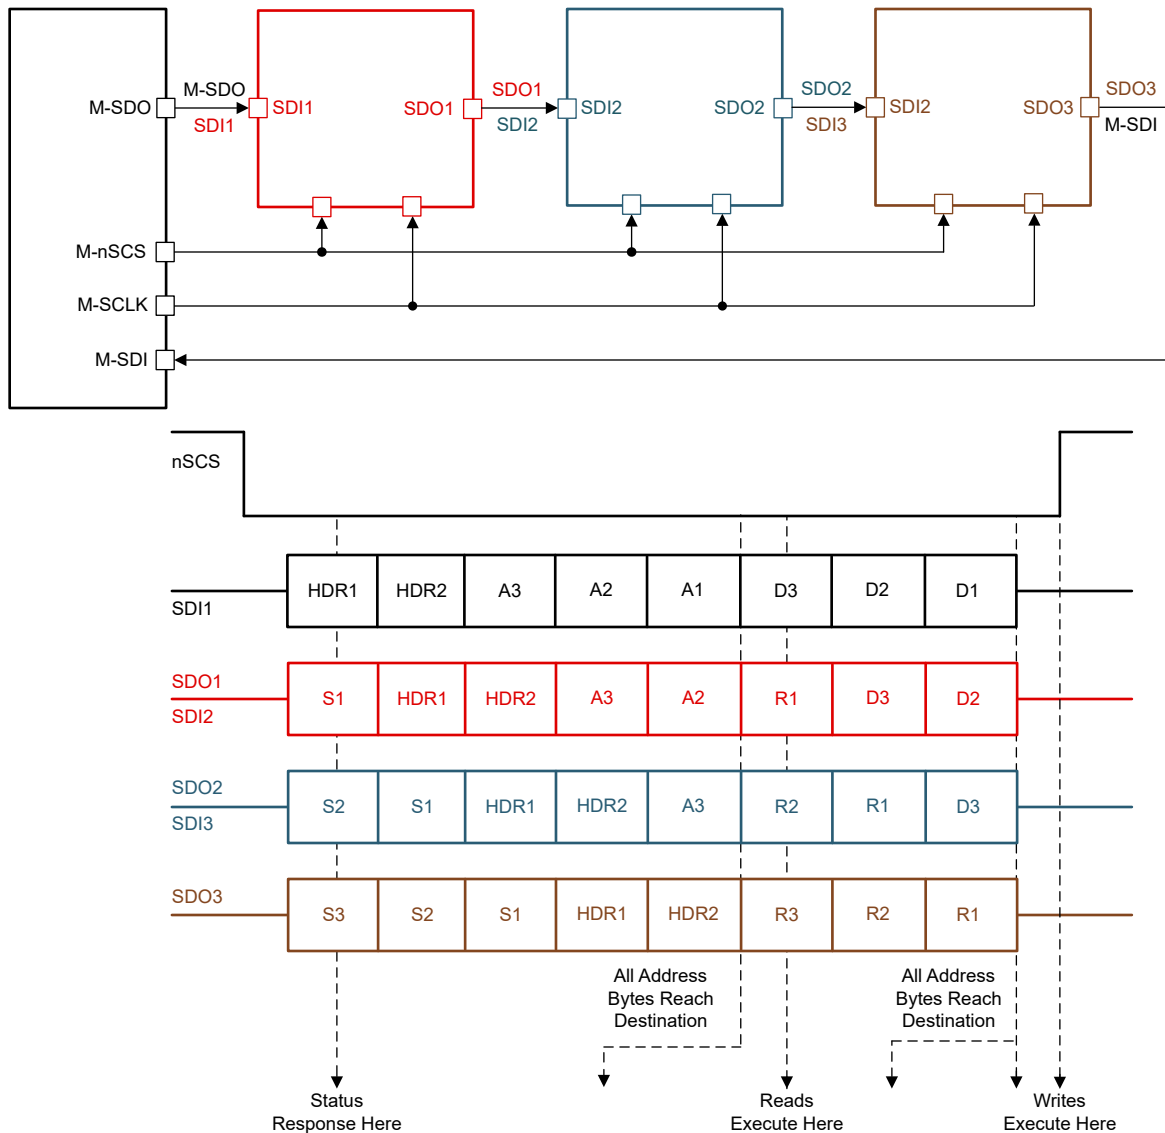 M-SDO
M-SDO
SDI1
SDI1
SDO1
SDO1
SDI2
SDI2
SDO2
SDO2
SDI3
SDI2
SDO3
SDO3
M-SDI
M-nSCS
M-SCLK
M-SDI
nSCS
SDI1
HDR1 HDR2 A3 A2 A1 D3 D2 D1
SDO1
SDI2
S1 HDR1 HDR2 A3 A2 R1 D3 D2
SDO2
SDI3
S2 S1 HDR1 HDR2 A3 R2 R1 D3
SDO3
S3 S2 S1 HDR1 HDR2 R3 R2 R1
All Address
Bytes Reach
Destination
All Address
Bytes Reach
Destination
Status
Response Here
Reads
Execute Here
Writes
Execute Here